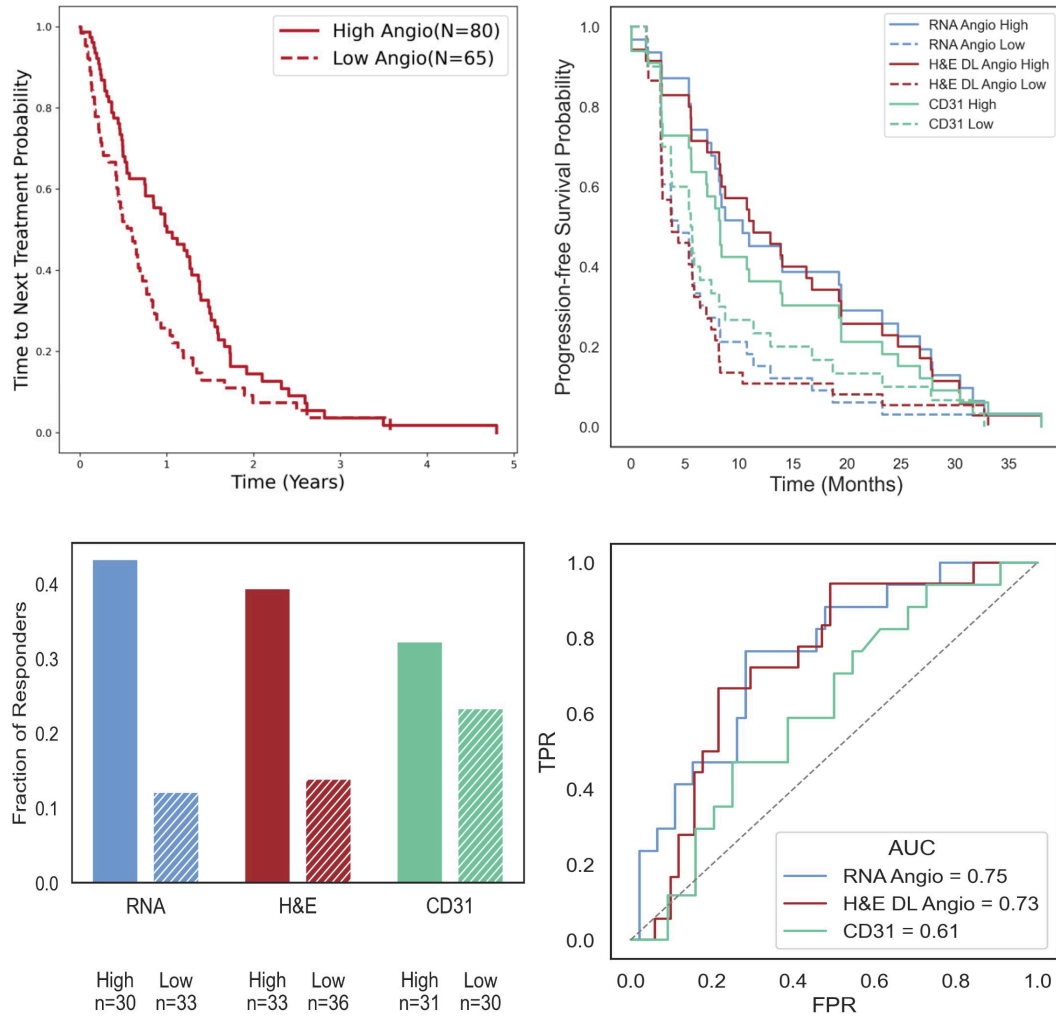 High Angio(N=80)
Low Angio(N=65)
Time to Next Treatment Probability
1.0
0.8
0.6
0.4
0.2
0.0
0 1 2 3 4 5
Time (Years)
RNA Angio High
RNA Angio Low
H&E DL Angio High
H&E DL Angio Low
CD31 High
CD31 Low
Progression-free Survival Probability
1.0
0.8
0.6
0.4
0.2
0.0
0 5 10 15 20 25 30 35
Time (Months)
Fraction of Responders
0.4
0.3
0.2
0.1
0.0
RNA H&E CD31
High Low High Low High Low
n=30 n=33 n=33 n=36 n=31 n=30
TPR
1.0
0.8
0.6
0.4
0.2
0.0
AUC
RNA Angio = 0.75
H&E DL Angio = 0.73
CD31 = 0.61
0.0 0.2 0.4 0.6 0.8 1.0
FPR